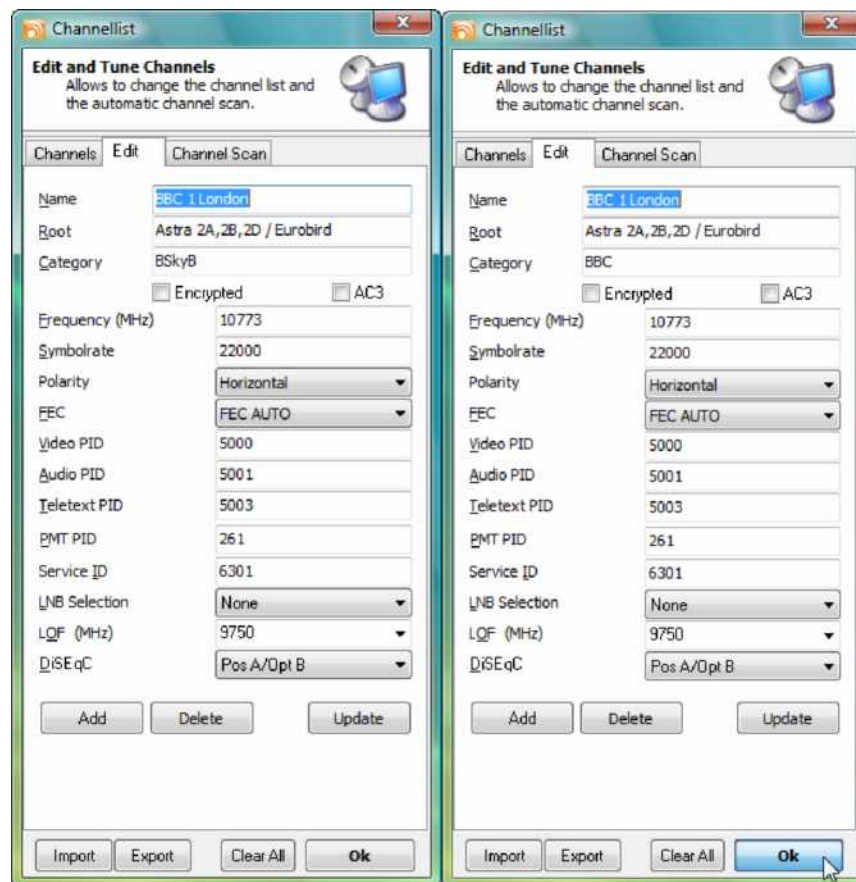 Channellist
Edit and Tune Channels
Allows to change the channel list and
the automatic channel scan.
Channels Edit Channel Scan
Name BBC 1 London
Root Astra 2A,2B,2D / Eurobird
Category BSkyB
Encrypted AC3
Frequency (MHz) 10773
Symbolrate 22000
Polarity Horizontal
FEC FEC AUTO
Video PID 5000
Audio PID 5001
Teletext PID 5003
PMT PID 261
Service ID 6301
LNB Selection None
LOF (MHz) 9750
DiSEqC Pos A/Opt B
Add Delete Update
Import Export Clear All Ok
Channellist
Edit and Tune Channels
Allows to change the channel list and
the automatic channel scan.
Channels Edit Channel Scan
Name BBC 1 London
Root Astra 2A,2B,2D / Eurobird
Category BBC
Encrypted AC3
Frequency (MHz) 10773
Symbolrate 22000
Polarity Horizontal
FEC FEC AUTO
Video PID 5000
Audio PID 5001
Teletext PID 5003
PMT PID 261
Service ID 6301
LNB Selection None
LOF (MHz) 9750
DiSEqC Pos A/Opt B
Add Delete Update
Import Export Clear All Ok